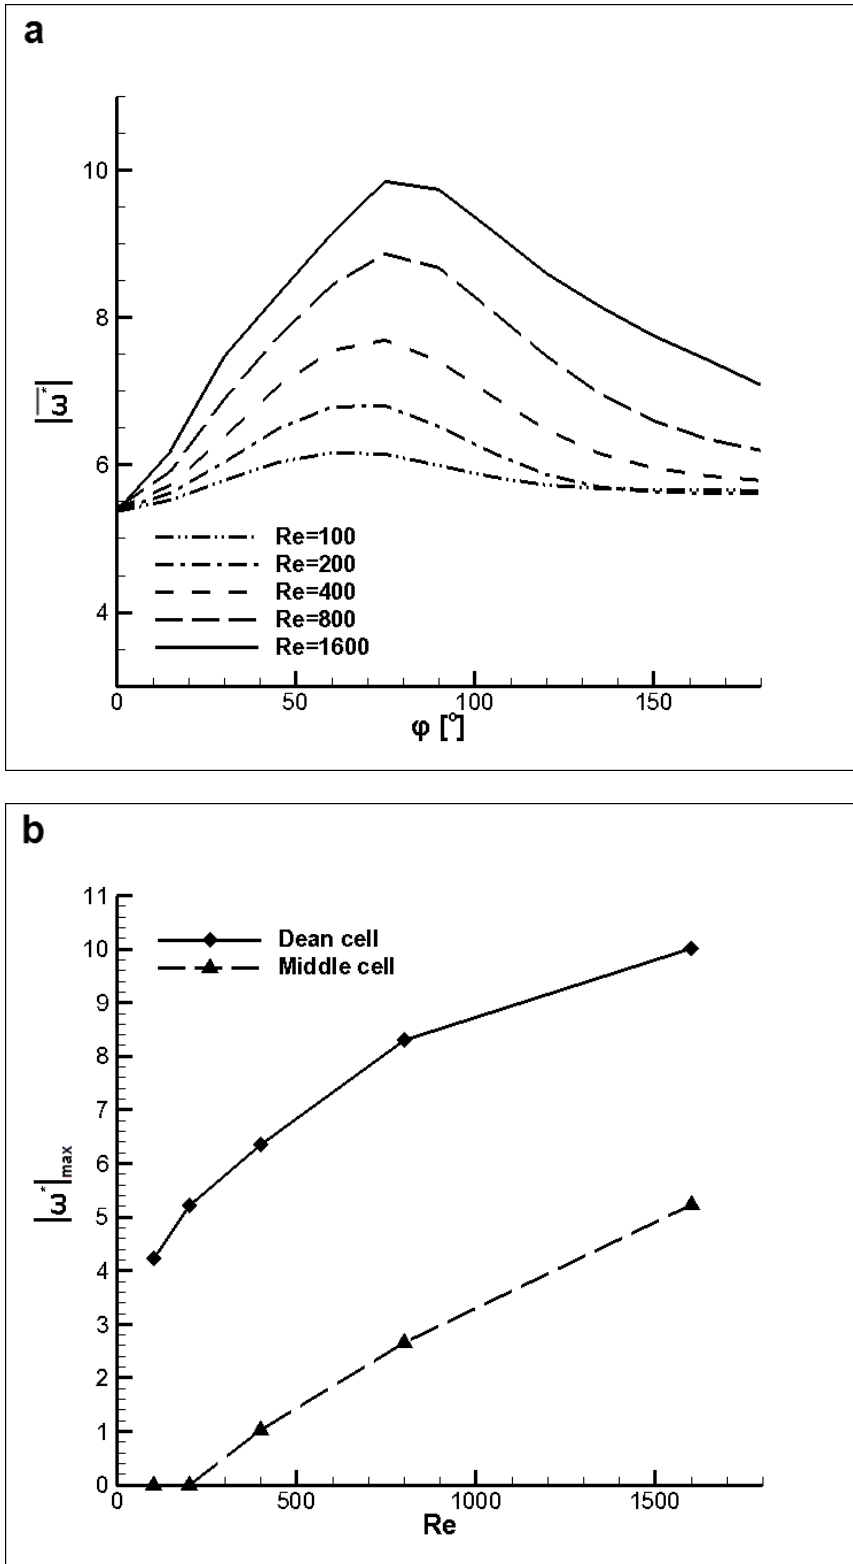 a
10
8
6
4
|ω̅*|
Re=100
Re=200
Re=400
Re=800
Re=1600
0 50 100 150
φ [°]
b
11
10
9
8
7
6
5
4
3
2
1
0
Dean cell
Middle cell
|ω*|max
0 500 1000 1500
Re